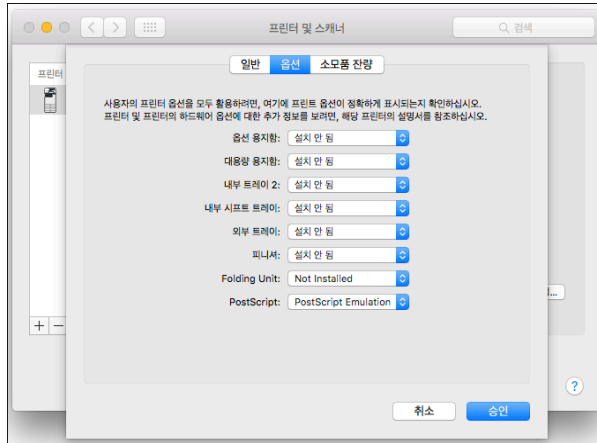 프린터 및 스캐너
검색
프린터
일반 옵션 소모품 잔량
사용자의 프린터 옵션을 모두 활용하려면, 여기에 프린트 옵션이 정확하게 표시되는지 확인하십시오.
프린터 및 프린터의 하드웨어 옵션에 대한 추가 정보를 보려면, 해당 프린터의 설명서를 참조하십시오.
옵션 용지함: 설치 안 됨
대용량 용지함: 설치 안 됨
내부 트레이 2: 설치 안 됨
내부 시프트 트레이: 설치 안 됨
외부 트레이: 설치 안 됨
피니셔: 설치 안 됨
Folding Unit: Not Installed
PostScript: PostScript Emulation
+ −
?
취소 승인